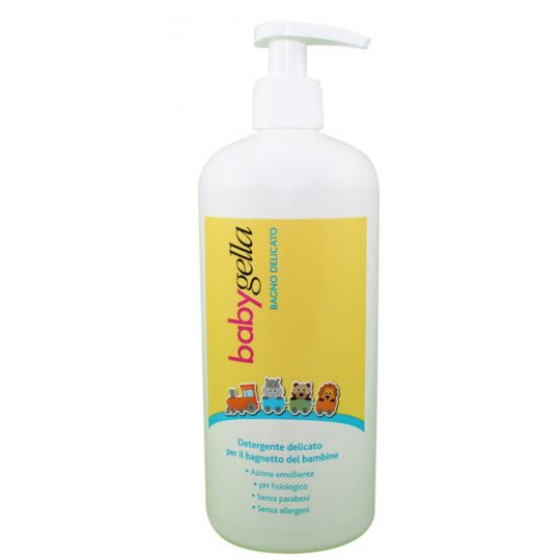 babygella
BAGNO DELICATO
Detergente delicato
per il bagnetto del bambino
• Azione emolliente
• pH fisiologico
• Senza parabeni
• Senza allergeni